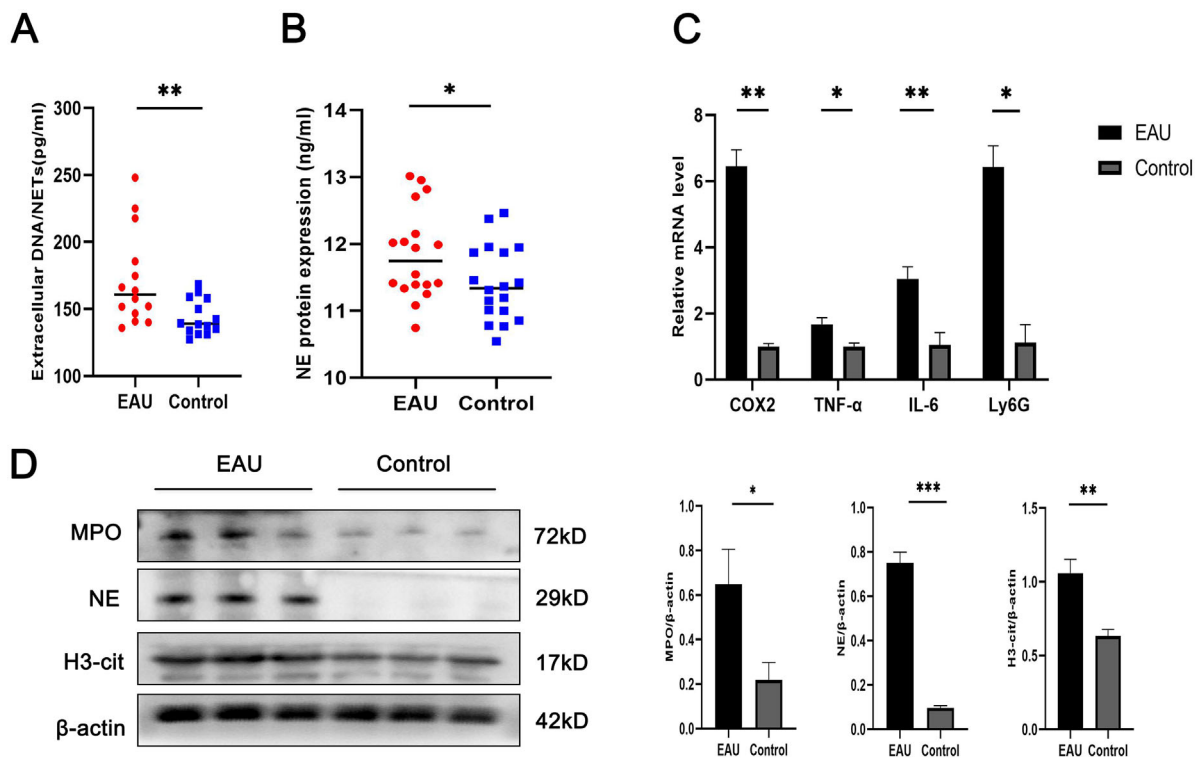 A
B
C
**
Extracellular DNA/NETs(pg/ml)
300
250
200
150
100
EAU Control
*
NE protein expression (ng/ml)
14
13
12
11
10
EAU Control
** * ** *
Relative mRNA level
8
6
4
2
0
COX2 TNF-α IL-6 Ly6G
EAU
Control
D
EAU Control
MPO 72kD
NE 29kD
H3-cit 17kD
β-actin 42kD
*
MPO/β-actin
1.0
0.8
0.6
0.4
0.2
0.0
EAU Control
***
NE/β-actin
1.0
0.8
0.6
0.4
0.2
0.0
EAU Control
**
H3-cit/β-actin
1.5
1.0
0.5
0.0
EAU Control